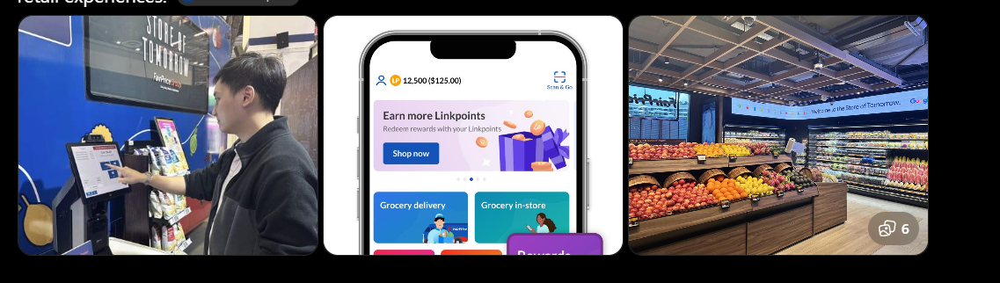 retail experiences.
STORE OF
TOMORROW
FairPrice Group
12,500 ($125.00)
Scan & Go
Earn more Linkpoints
Redeem rewards with your Linkpoints
Shop now
Grocery delivery
Grocery in-store
Rewards
Welcome to the Store of Tomorrow.
6